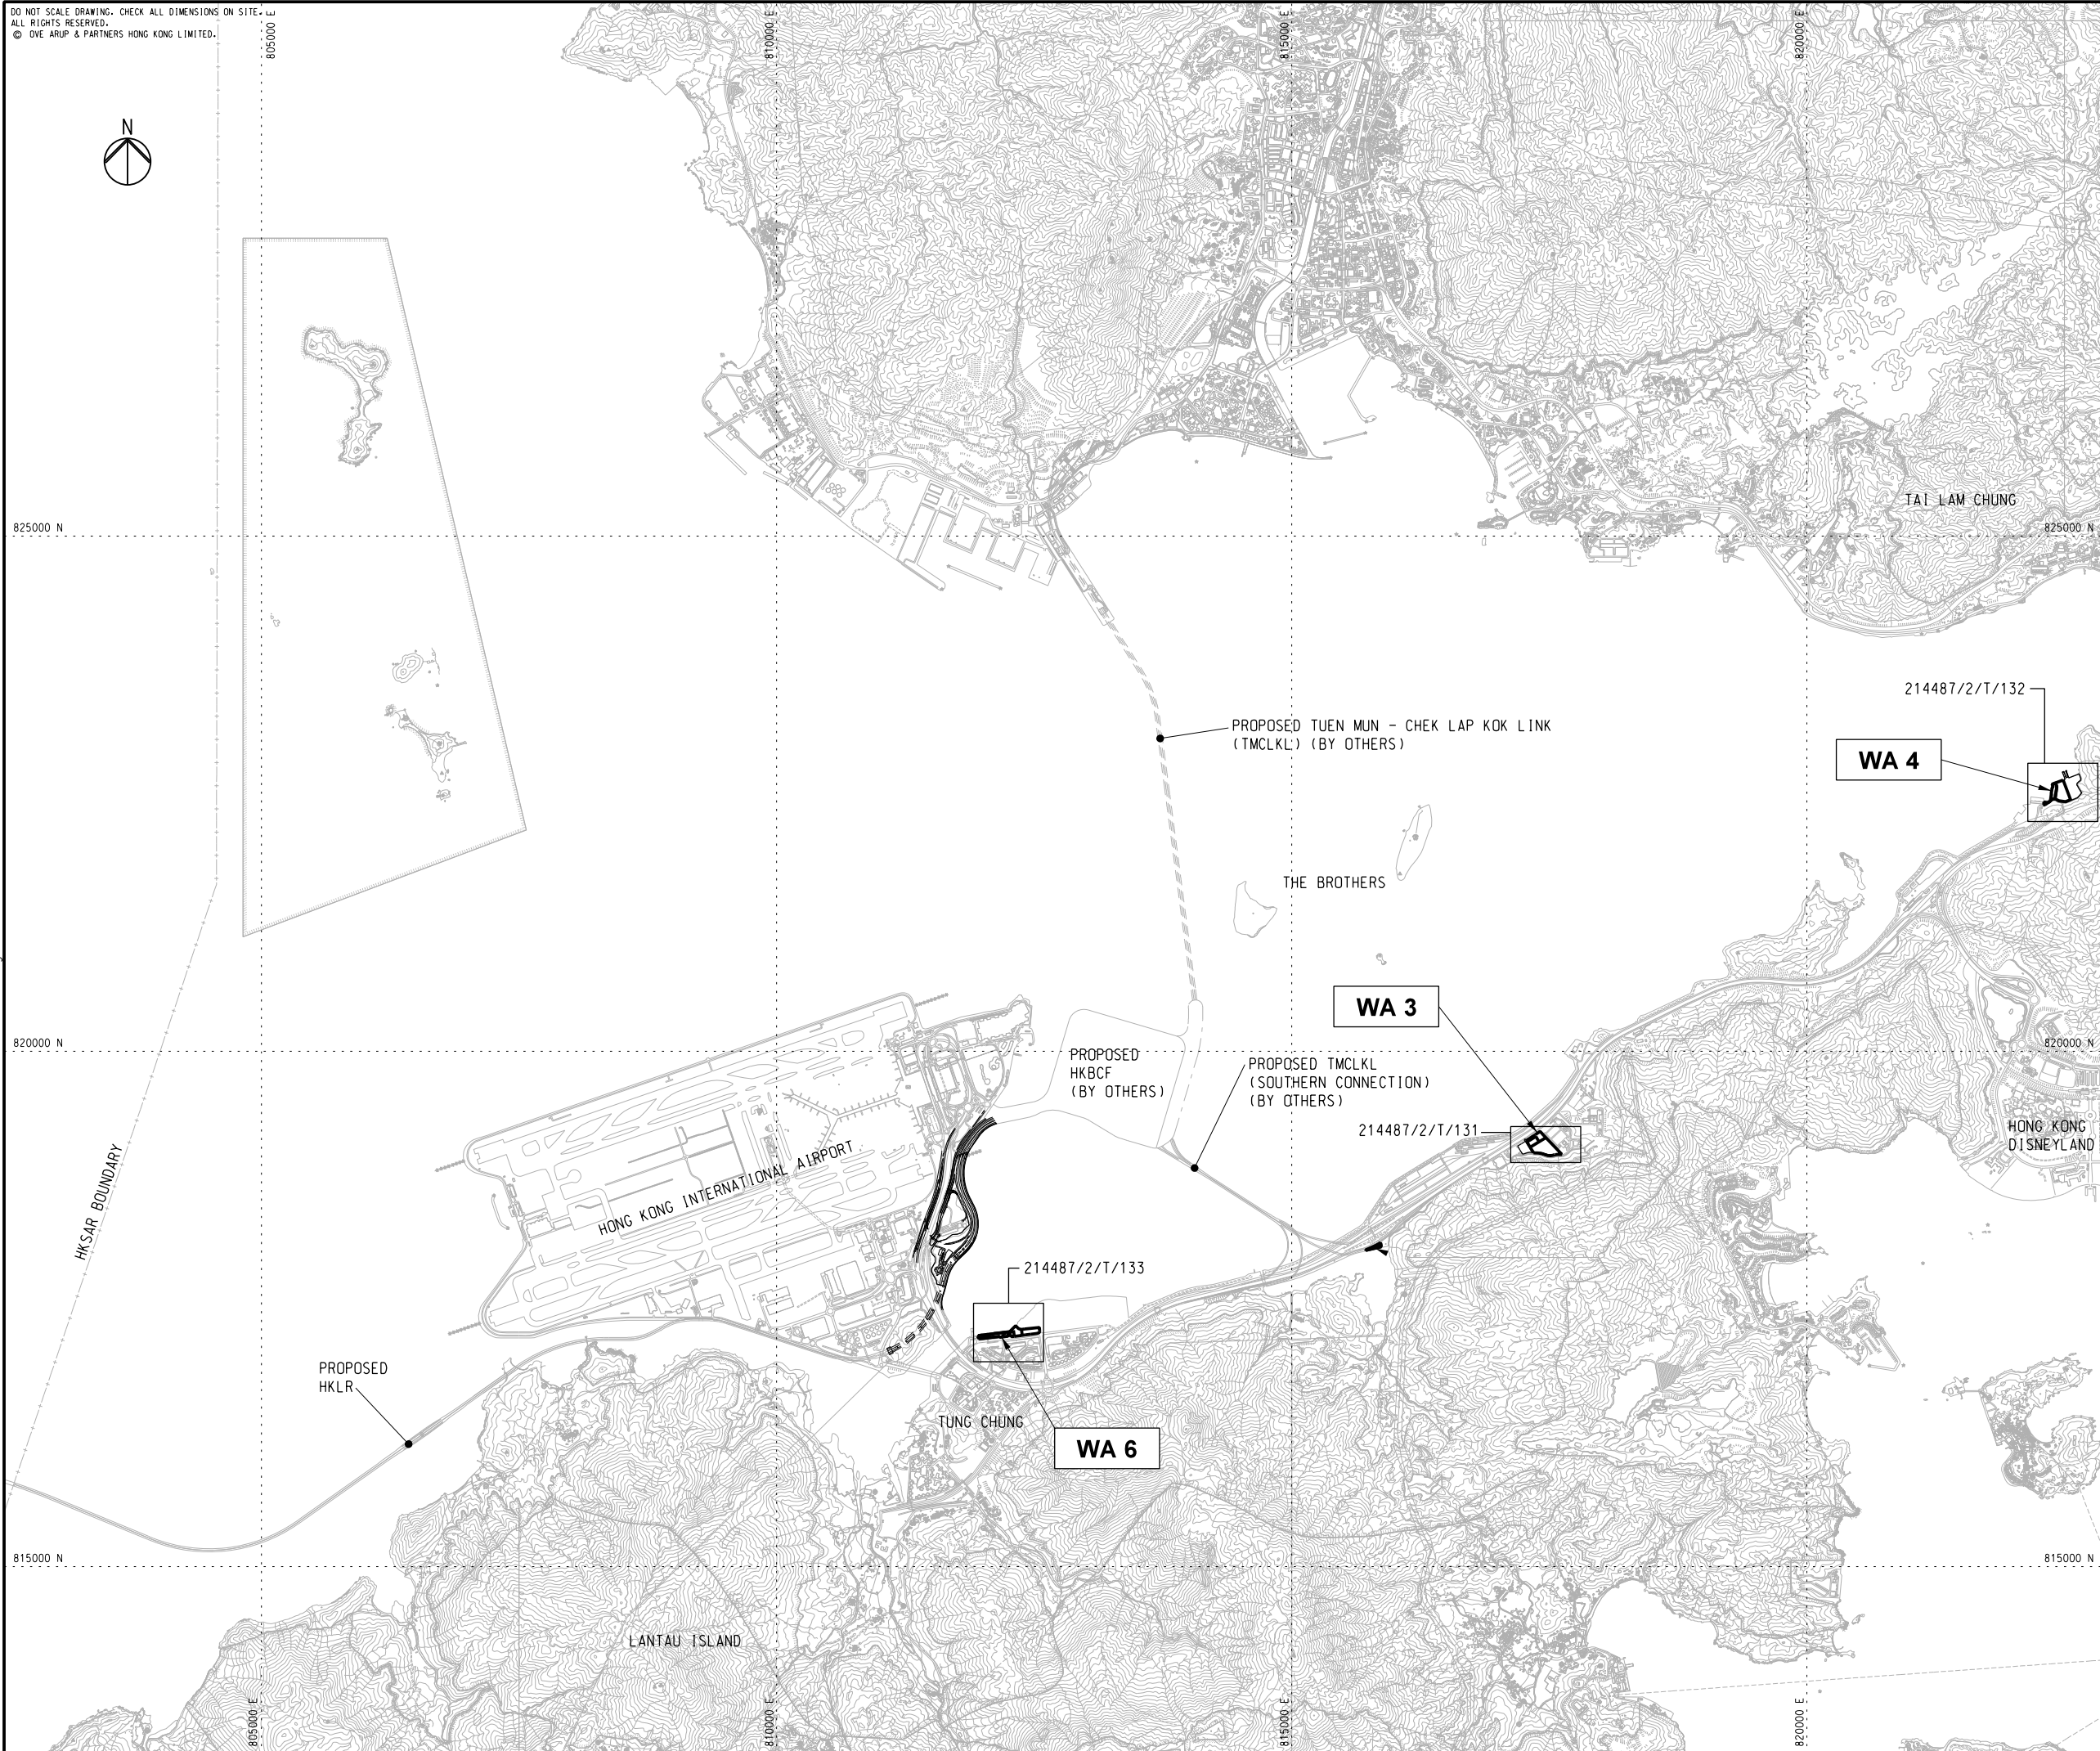 DO NOT SCALE DRAWING. CHECK ALL DIMENSIONS ON SITE.
ALL RIGHTS RESERVED.
© OVE ARUP & PARTNERS HONG KONG LIMITED.
805000 E
810000 E
815000 E
820000 E
N
TAI LAM CHUNG
825000 N
825000 N
214487/2/T/132
PROPOSED TUEN MUN - CHEK LAP KOK LINK
(TMCLKL) (BY OTHERS)
WA 4
THE BROTHERS
WA 3
820000 N
820000 N
PROPOSED
HKBCF
(BY OTHERS)
PROPOSED TMCLKL
(SOUTHERN CONNECTION)
(BY OTHERS)
214487/2/T/131
HONG KONG
DISNEYLAND
HKSAR BOUNDARY
HONG KONG INTERNATIONAL AIRPORT
214487/2/T/133
PROPOSED
HKLR
TUNG CHUNG
WA 6
815000 N
815000 N
LANTAU ISLAND
805000 E
810000 E
815000 E
820000 E